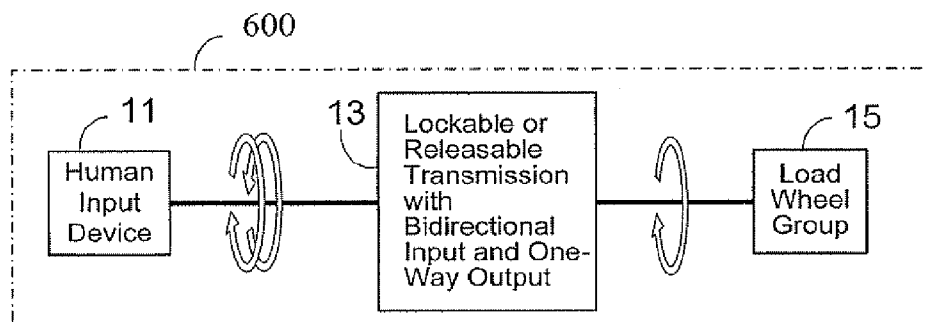 600
11
Human
Input
Device
13
Lockable or
Releasable
Transmission
with
Bidirectional
Input and One-
Way Output
15
Load
Wheel
Group